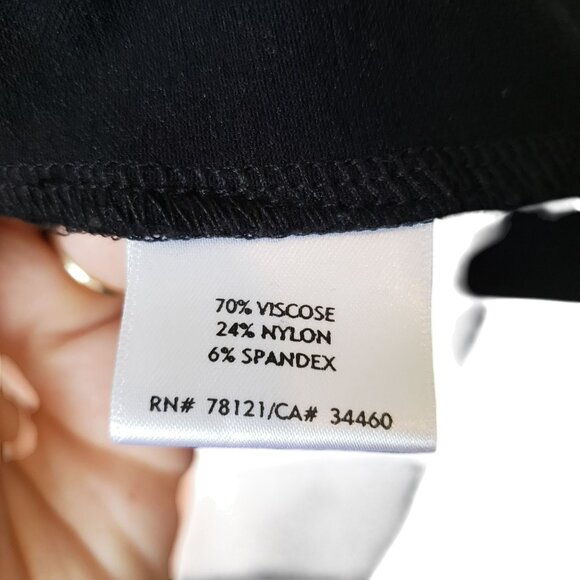 70% VISCOSE
24% NYLON
6% SPANDEX
RN# 78121/CA# 34460